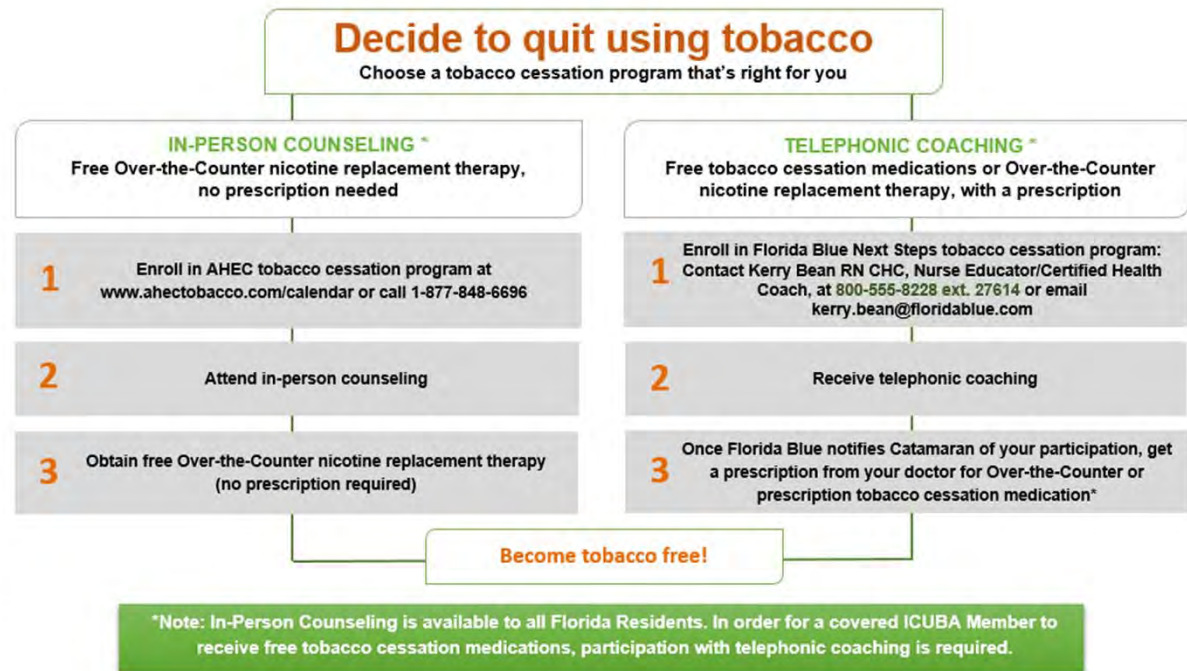 Decide to quit using tobacco
Choose a tobacco cessation program that's right for you
IN-PERSON COUNSELING *
Free Over-the-Counter nicotine replacement therapy,
no prescription needed
1
Enroll in AHEC tobacco cessation program at
www.ahectobacco.com/calendar or call 1-877-848-6696
2
Attend in-person counseling
3
Obtain free Over-the-Counter nicotine replacement therapy
(no prescription required)
TELEPHONIC COACHING *
Free tobacco cessation medications or Over-the-Counter
nicotine replacement therapy, with a prescription
1
Enroll in Florida Blue Next Steps tobacco cessation program:
Contact Kerry Bean RN CHC, Nurse Educator/Certified Health
Coach, at 800-555-8228 ext. 27614 or email
kerry.bean@floridablue.com
2
Receive telephonic coaching
3
Once Florida Blue notifies Catamaran of your participation, get
a prescription from your doctor for Over-the-Counter or
prescription tobacco cessation medication*
Become tobacco free!
*Note: In-Person Counseling is available to all Florida Residents. In order for a covered ICUBA Member to
receive free tobacco cessation medications, participation with telephonic coaching is required.